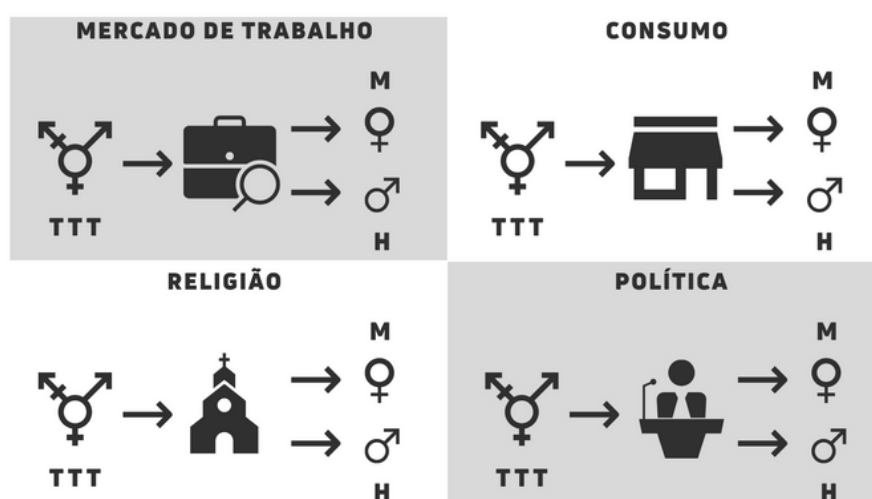 MERCADO DE TRABALHO
M
TTT
H
CONSUMO
M
TTT
H
RELIGIÃO
M
TTT
H
POLÍTICA
M
TTT
H